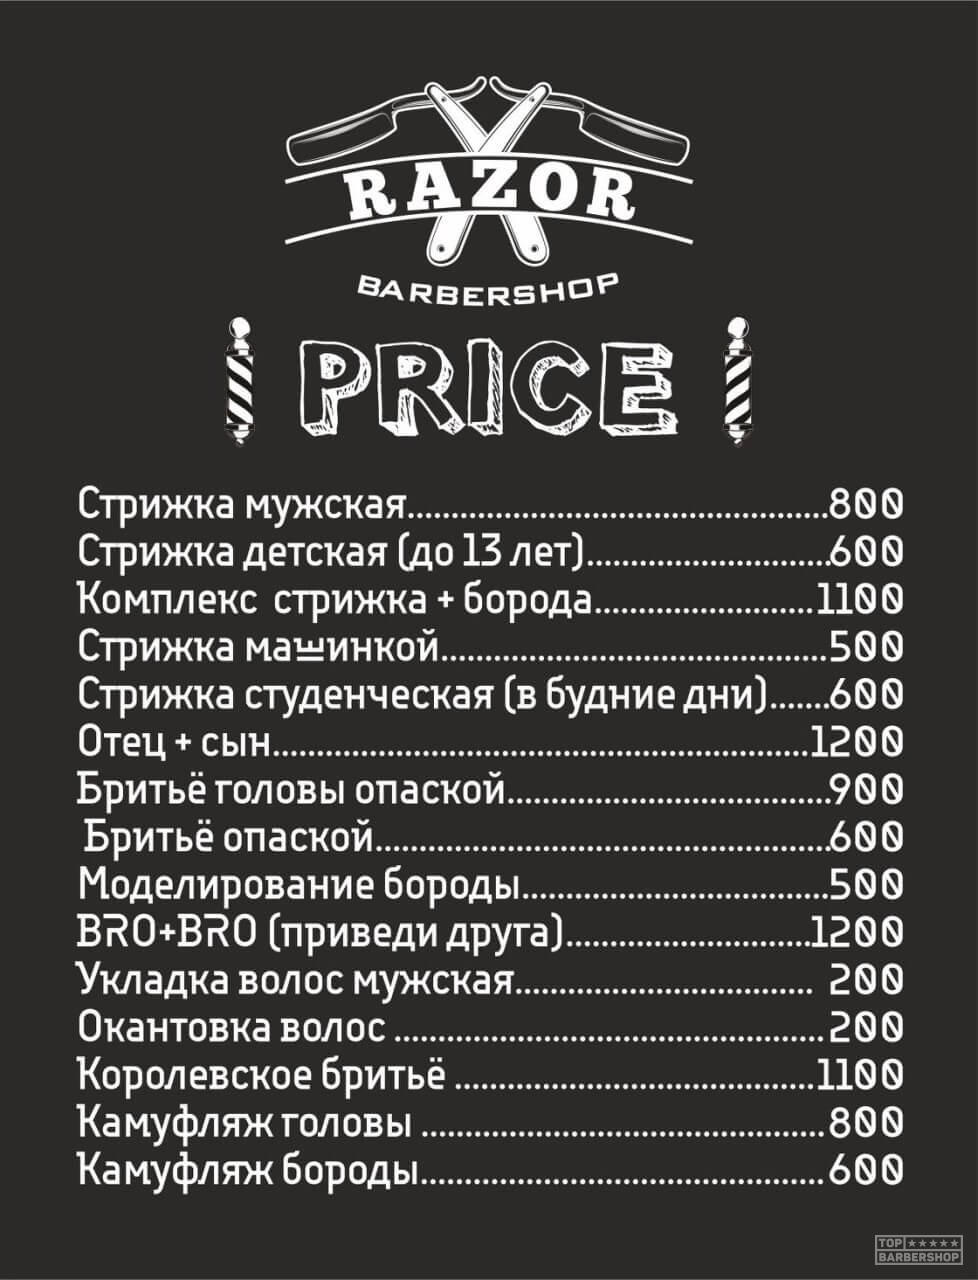 RAZOR
BARBERSHOP
PRICE
Стрижка мужская..........................................800
Стрижка детская (до 13 лет)........................600
Комплекс стрижка + борода......................1100
Стрижка машинкой.......................................500
Стрижка студенческая (в будние дни).......600
Отец + сын......................................................1200
Бритьё головы опаской................................900
Бритьё опаской..............................................600
Моделирование бороды...............................500
BRO+BRO (приведи друга).........................1200
Укладка волос мужская.............................. 200
Окантовка волос ...........................................200
Королевское бритьё ....................................1100
Камуфляж головы ........................................800
Камуфляж бороды........................................600
TOP ★★★★★
BARBERSHOP